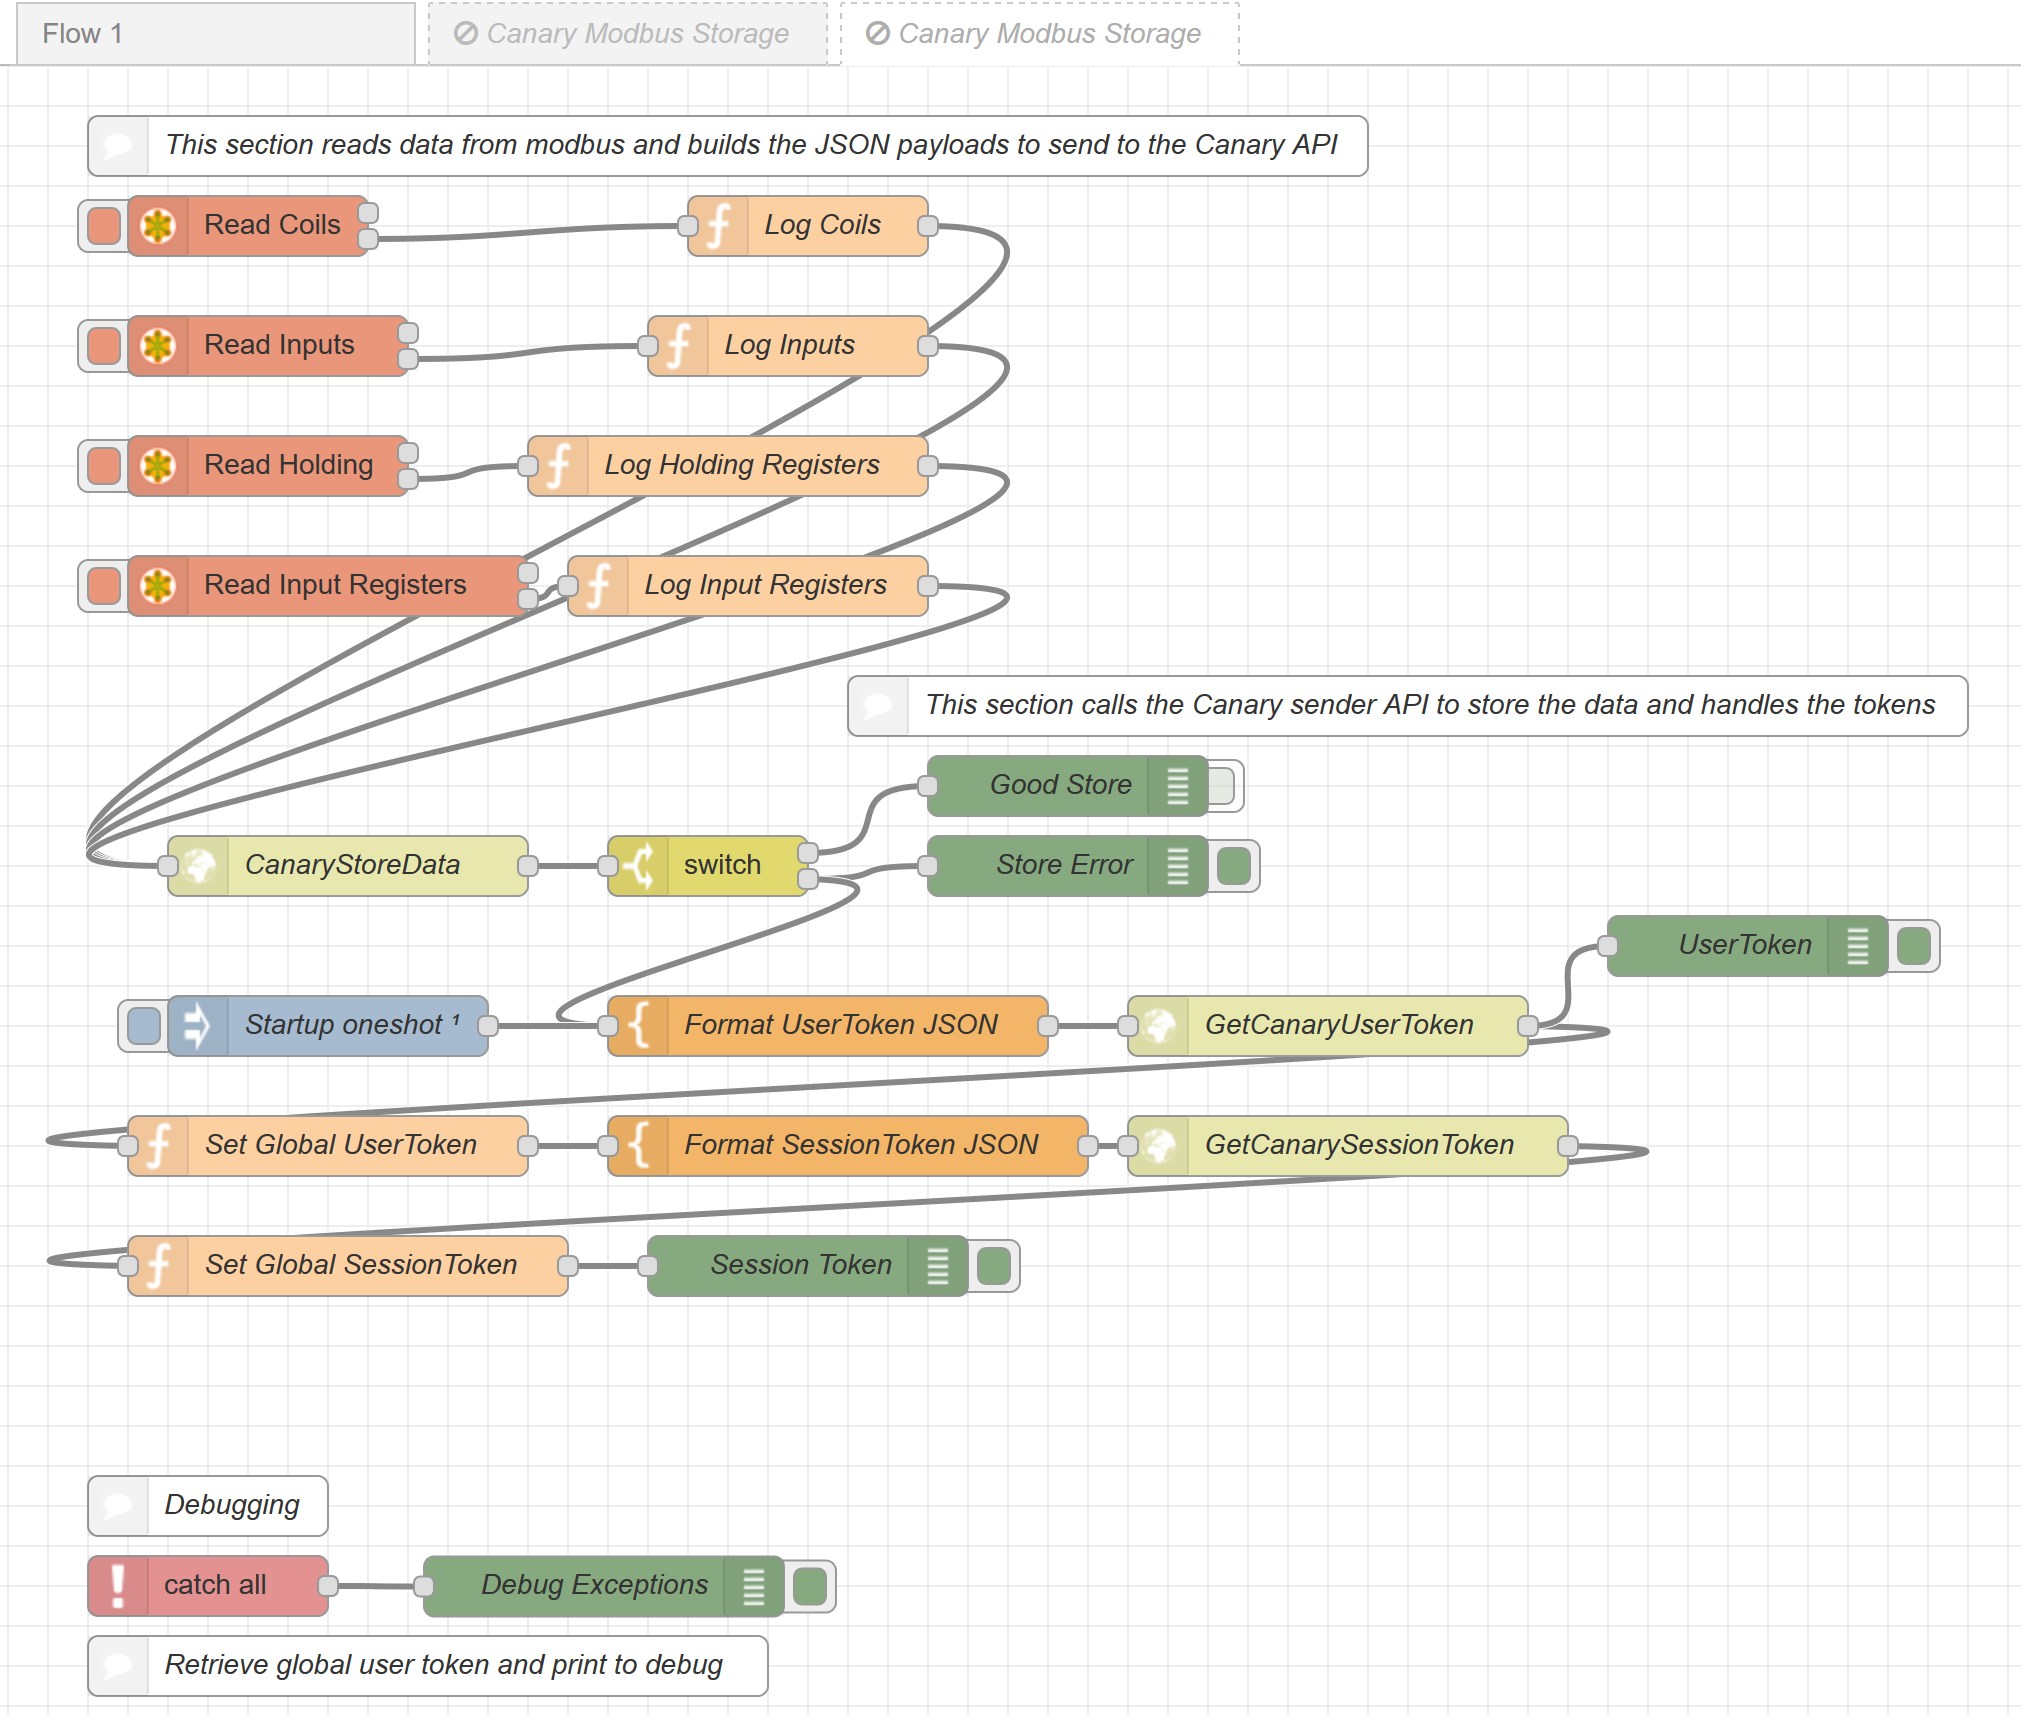 Flow 1
Canary Modbus Storage
Canary Modbus Storage
This section reads data from modbus and builds the JSON payloads to send to the Canary API
Read Coils
Log Coils
Read Inputs
Log Inputs
Read Holding
Log Holding Registers
Read Input Registers
Log Input Registers
This section calls the Canary sender API to store the data and handles the tokens
Good Store
CanaryStoreData
switch
Store Error
UserToken
Startup oneshot ¹
Format UserToken JSON
GetCanaryUserToken
Set Global UserToken
Format SessionToken JSON
GetCanarySessionToken
Set Global SessionToken
Session Token
Debugging
catch all
Debug Exceptions
Retrieve global user token and print to debug